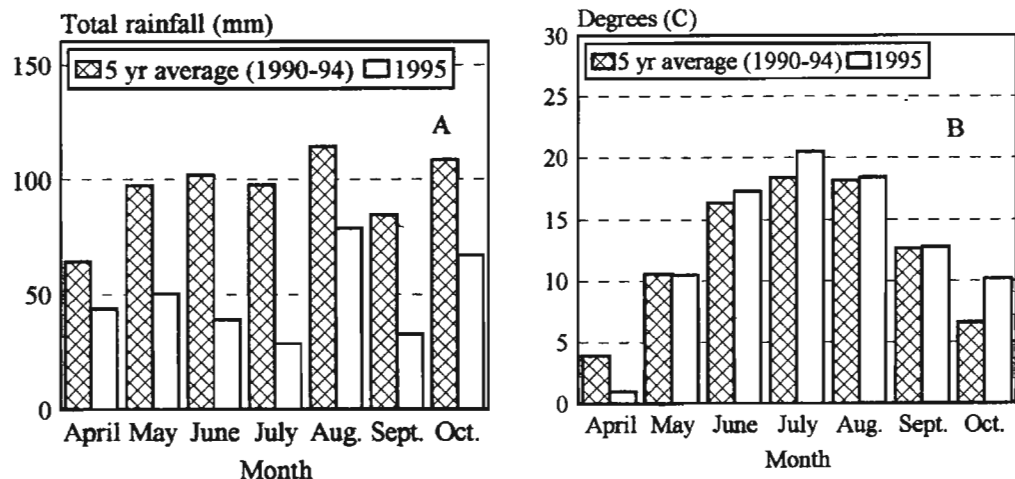 Total rainfall (mm)
150
100
50
0
5 yr average (1990-94) 1995
A
April May June July Aug. Sept. Oct.
Month
Degrees (C)
30
25
20
15
10
5
0
5 yr average (1990-94) 1995
B
April May June July Aug. Sept. Oct.
Month